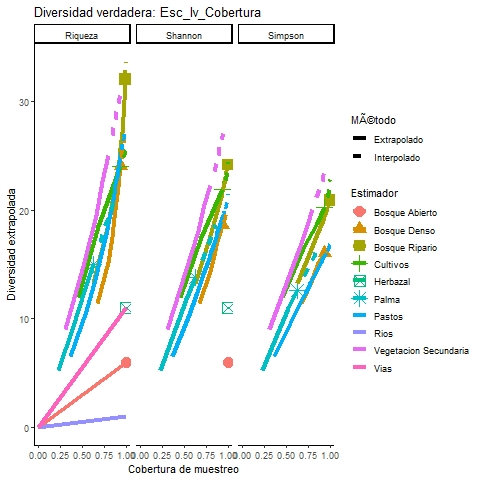 Diversidad verdadera: Esc_lv_Cobertura
Riqueza
Shannon
Simpson
Diversidad extrapolada
30
20
10
0
0.00 0.25 0.50 0.75 1.00
0.00 0.25 0.50 0.75 1.00
0.00 0.25 0.50 0.75 1.00
Cobertura de muestreo
MÃ©todo
Extrapolado
Interpolado
Estimador
Bosque Abierto
Bosque Denso
Bosque Ripario
Cultivos
Herbazal
Palma
Pastos
Rios
Vegetacion Secundaria
Vias